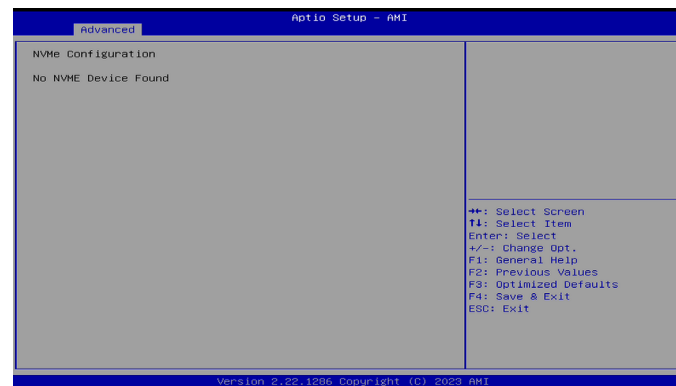 Aptio Setup – AMI
Advanced
NVMe Configuration
No NVME Device Found
→←: Select Screen
↑↓: Select Item
Enter: Select
+/-: Change Opt.
F1: General Help
F2: Previous Values
F3: Optimized Defaults
F4: Save & Exit
ESC: Exit
Version 2.22.1286 Copyright (C) 2023 AMI